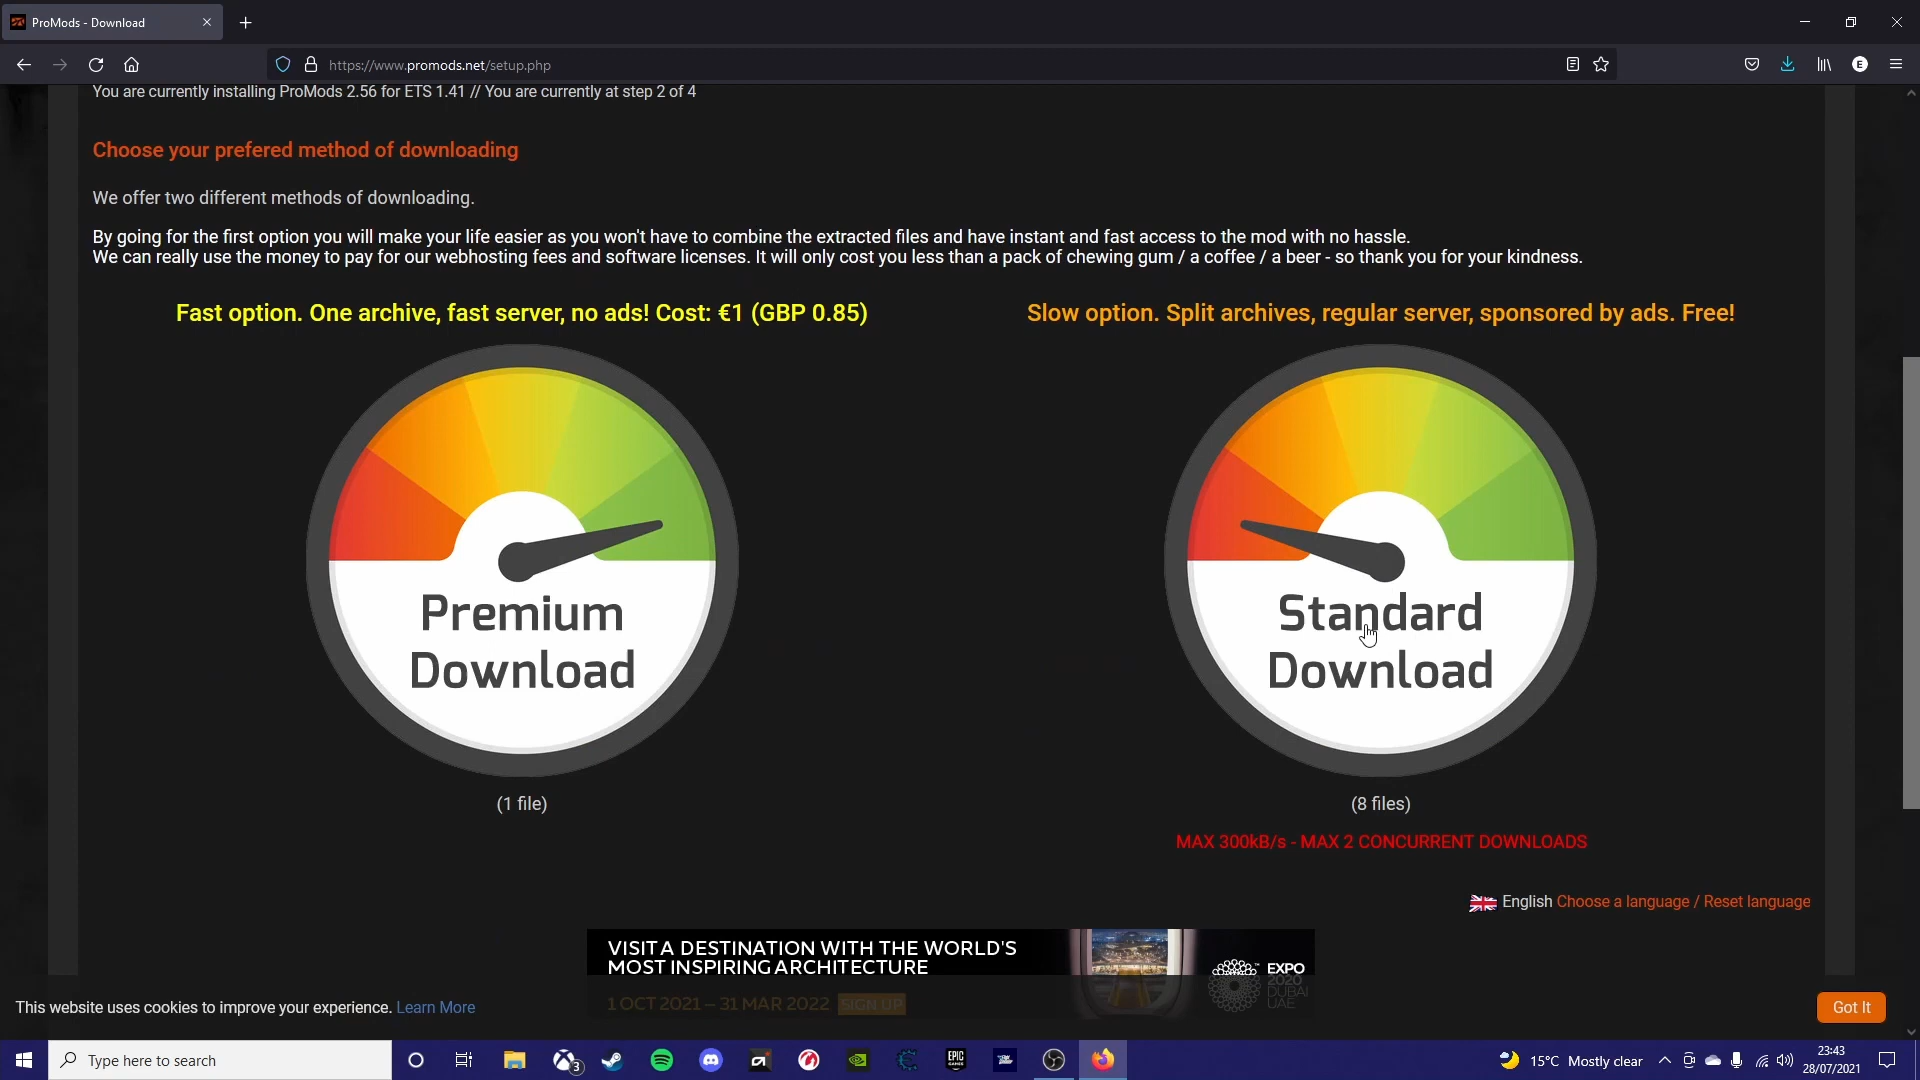 ProMods - Download
https://www.promods.net/setup.php
You are currently installing ProMods 2.56 for ETS 1.41 // You are currently at step 2 of 4
Choose your prefered method of downloading
We offer two different methods of downloading.
By going for the first option you will make your life easier as you won't have to combine the extracted files and have instant and fast access to the mod with no hassle.
We can really use the money to pay for our webhosting fees and software licenses. It will only cost you less than a pack of chewing gum / a coffee / a beer - so thank you for your kindness.
Fast option. One archive, fast server, no ads! Cost: €1 (GBP 0.85)
Slow option. Split archives, regular server, sponsored by ads. Free!
Premium
Download
Standard
Download
(1 file)
(8 files)
MAX 300kB/s - MAX 2 CONCURRENT DOWNLOADS
English Choose a language / Reset language
VISIT A DESTINATION WITH THE WORLD'S
MOST INSPIRING ARCHITECTURE
1 OCT 2021 – 31 MAR 2022 SIGN UP
EXPO
2020
DUBAI
UAE
This website uses cookies to improve your experience. Learn More
Got It
E
Type here to search
3
EPIC
GAMES
15°C Mostly clear
23:43
28/07/2021